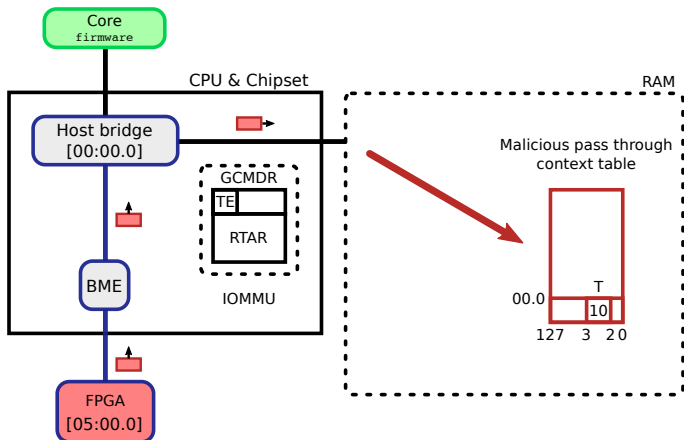 Core
firmware
CPU & Chipset
RAM
Host bridge
[00:00.0]
Malicious pass through
context table
GCMDR
TE
RTAR
BME
IOMMU
T
00.0
10
127 3 2 0
FPGA
[05:00.0]